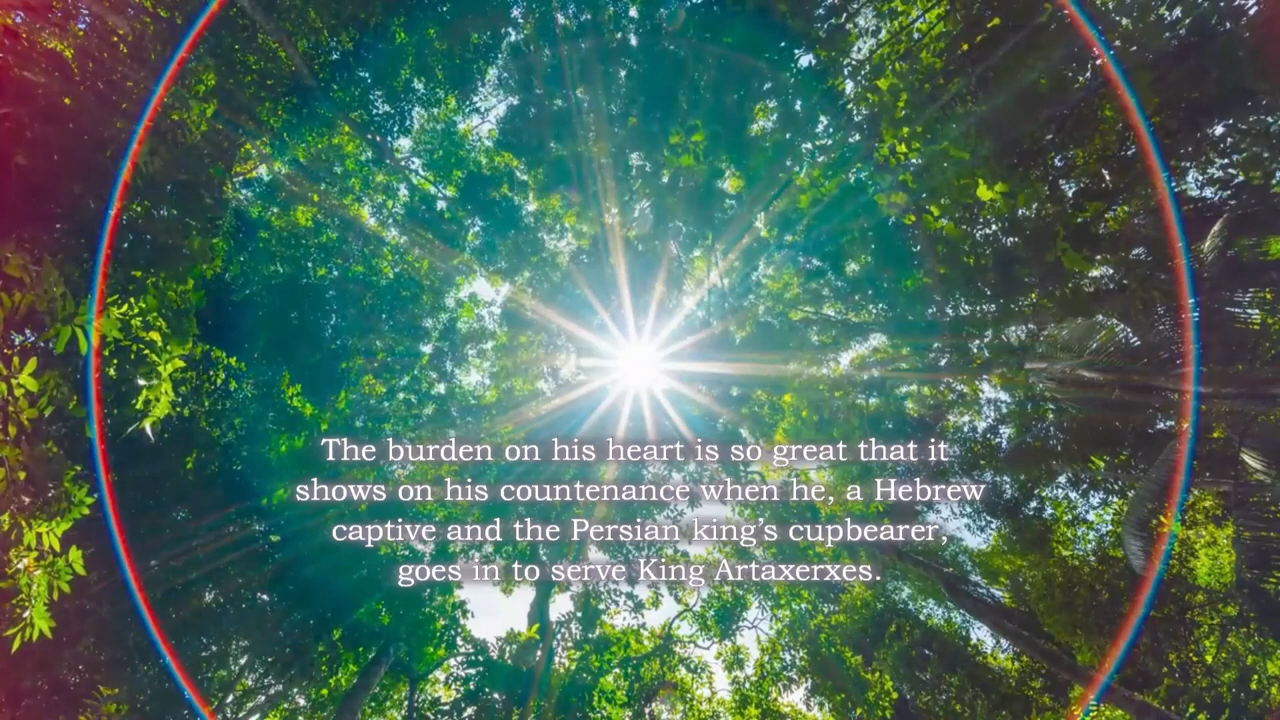 The burden on his heart is so great that it
shows on his countenance when he, a Hebrew
captive and the Persian king’s cupbearer,
goes in to serve King Artaxerxes.